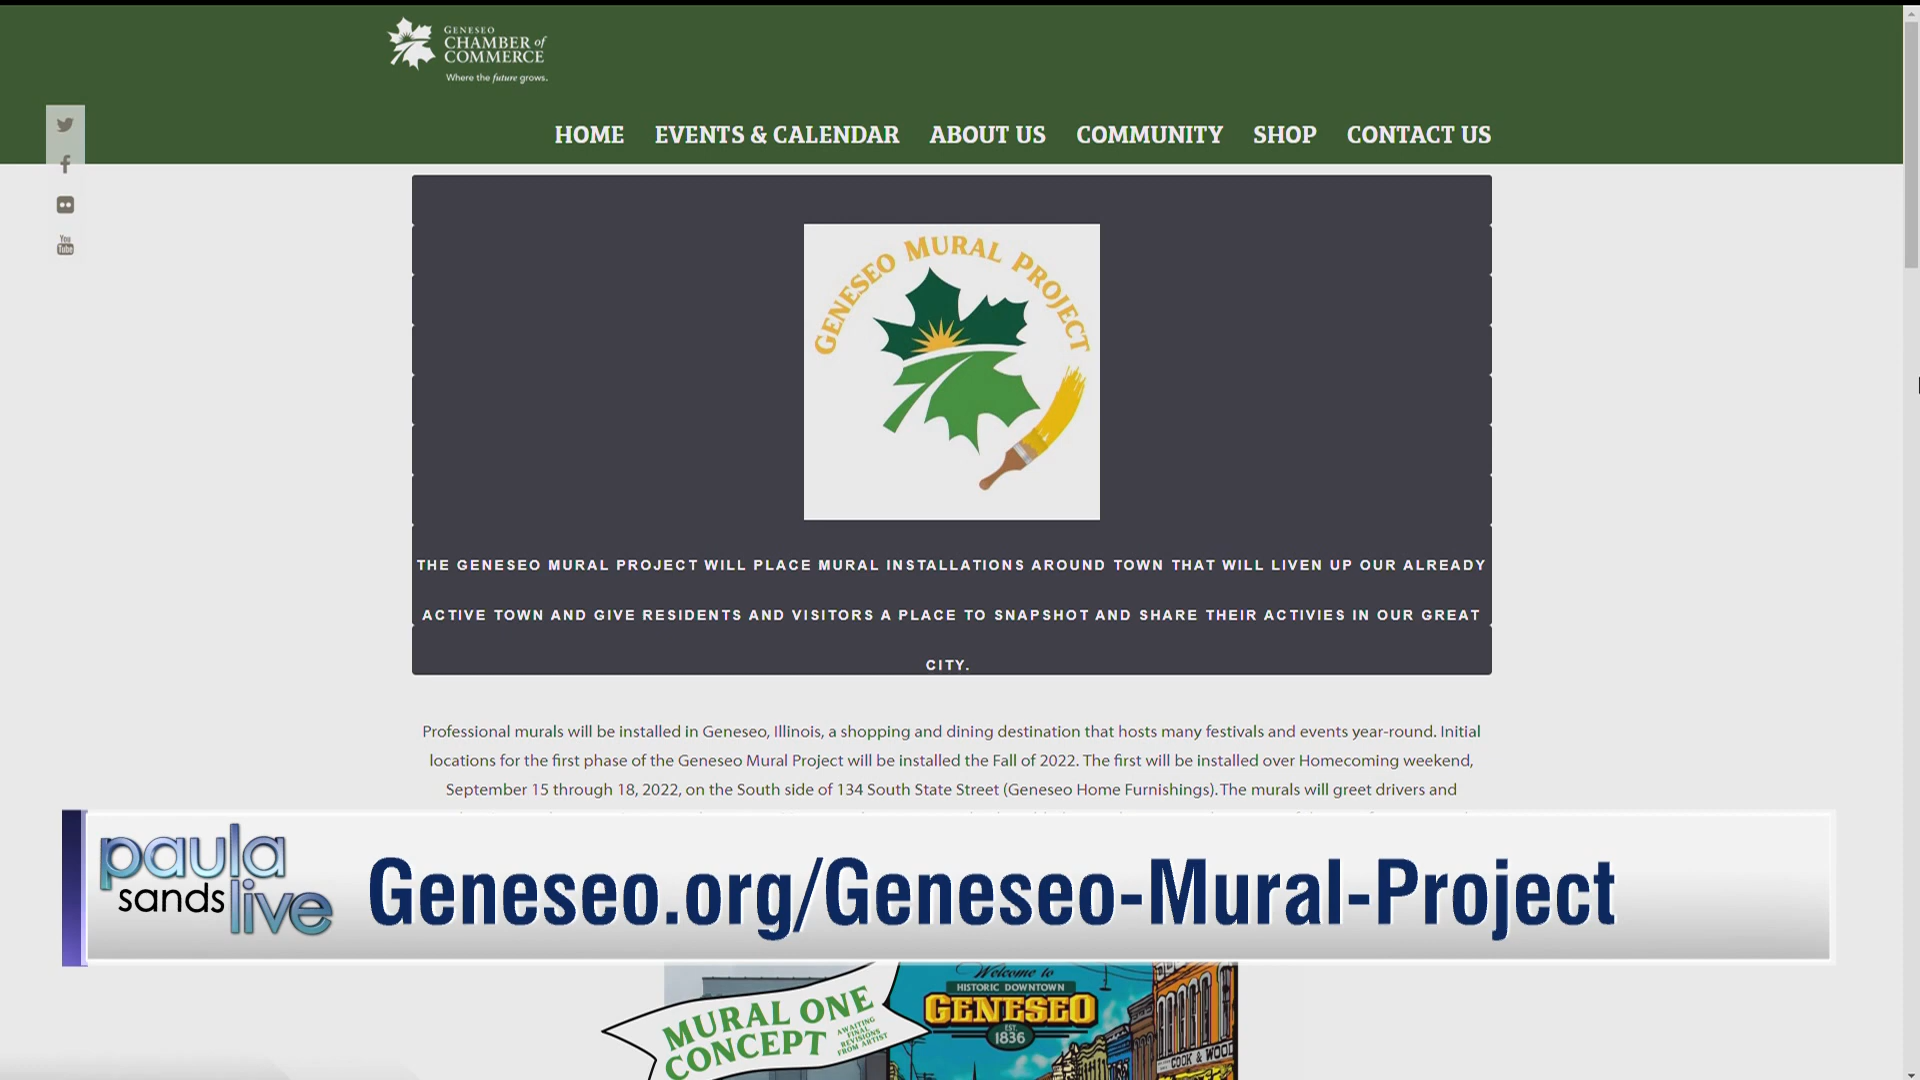 GENESEO
CHAMBER of
COMMERCE
Where the future grows.
HOME EVENTS & CALENDAR ABOUT US COMMUNITY SHOP CONTACT US
You
Tube
GENESEO MURAL PROJECT
THE GENESEO MURAL PROJECT WILL PLACE MURAL INSTALLATIONS AROUND TOWN THAT WILL LIVEN UP OUR ALREADY
ACTIVE TOWN AND GIVE RESIDENTS AND VISITORS A PLACE TO SNAPSHOT AND SHARE THEIR ACTIVIES IN OUR GREAT
CITY.
Professional murals will be installed in Geneseo, Illinois, a shopping and dining destination that hosts many festivals and events year-round. Initial
locations for the first phase of the Geneseo Mural Project will be installed the Fall of 2022. The first will be installed over Homecoming weekend,
September 15 through 18, 2022, on the South side of 134 South State Street (Geneseo Home Furnishings). The murals will greet drivers and
paula
sands live
Geneseo.org/Geneseo-Mural-Project
MURAL ONE
CONCEPT
AWAITING
FINAL
REVISIONS
FROM ARTIST
Welcome to
HISTORIC DOWNTOWN
GENESEO
EST.
1836
COOK & WOOD